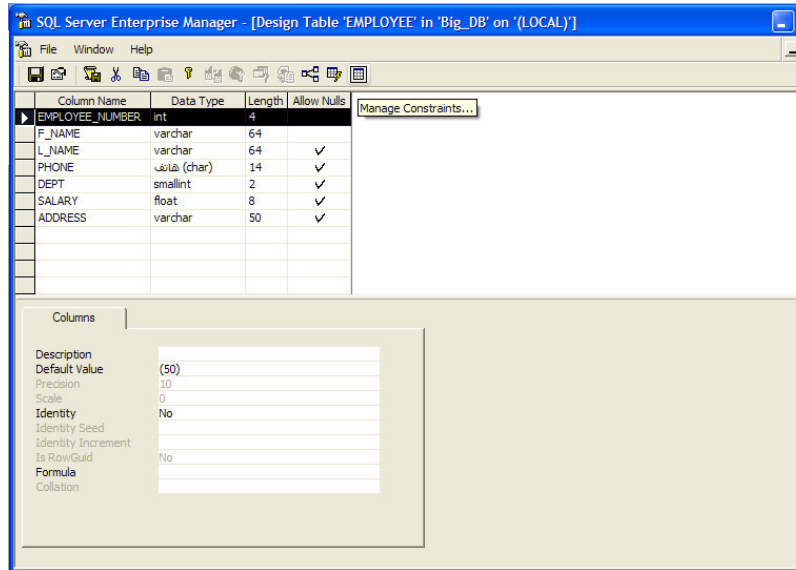 SQL Server Enterprise Manager - [Design Table 'EMPLOYEE' in 'Big_DB' on '(LOCAL)']
File Window Help
Column Name Data Type Length Allow Nulls
Manage Constraints...
EMPLOYEE_NUMBER int 4
F_NAME varchar 64
L_NAME varchar 64
PHONE هاتف (char) 14
DEPT smallint 2
SALARY float 8
ADDRESS varchar 50
Columns
Description
Default Value (50)
Precision 10
Scale 0
Identity No
Identity Seed
Identity Increment
Is RowGuid No
Formula
Collation